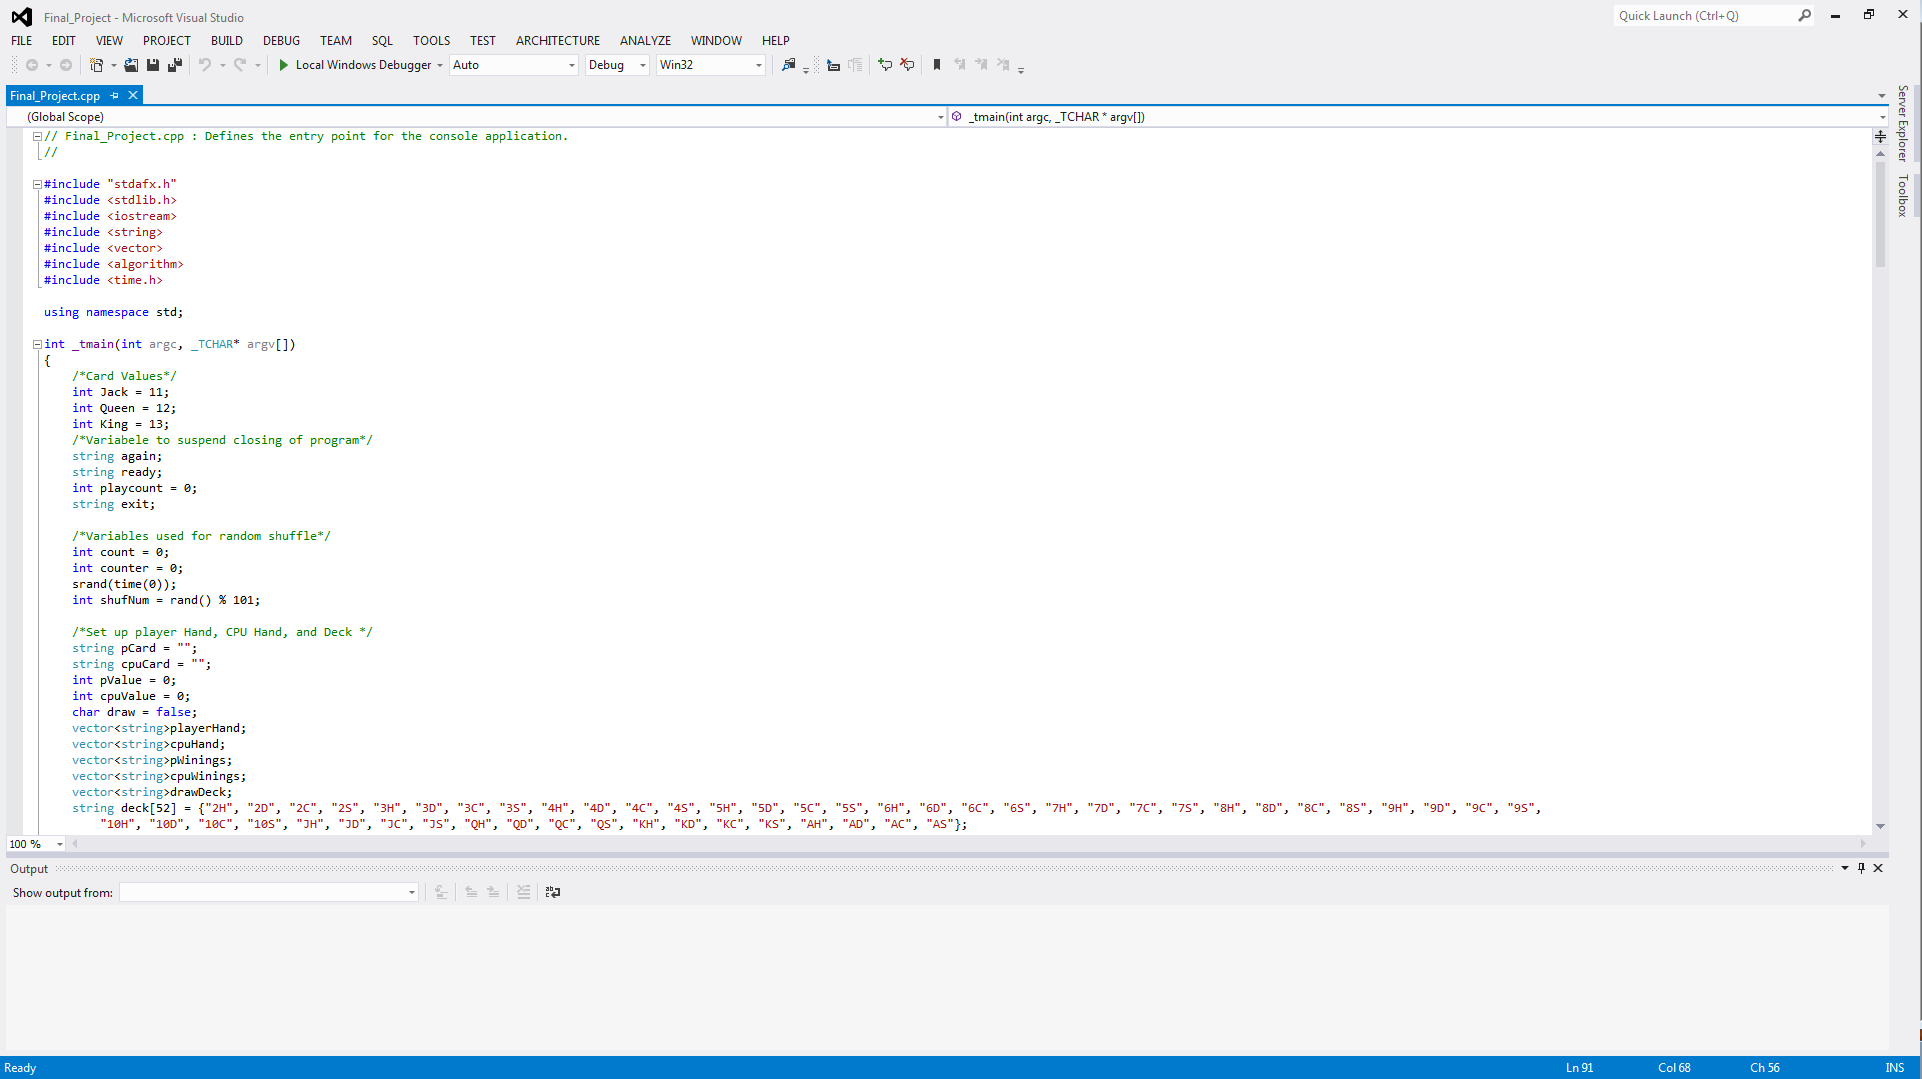 Final_Project - Microsoft Visual Studio
Quick Launch (Ctrl+Q)
FILE EDIT VIEW PROJECT BUILD DEBUG TEAM SQL TOOLS TEST ARCHITECTURE ANALYZE WINDOW HELP
Local Windows Debugger Auto Debug Win32
Final_Project.cpp
(Global Scope) _tmain(int argc, _TCHAR * argv[])
// Final_Project.cpp : Defines the entry point for the console application.
//
#include "stdafx.h"
#include <stdlib.h>
#include <iostream>
#include <string>
#include <vector>
#include <algorithm>
#include <time.h>
using namespace std;
int _tmain(int argc, _TCHAR* argv[])
{
/*Card Values*/
int Jack = 11;
int Queen = 12;
int King = 13;
/*Variabele to suspend closing of program*/
string again;
string ready;
int playcount = 0;
string exit;
/*Variables used for random shuffle*/
int count = 0;
int counter = 0;
srand(time(0));
int shufNum = rand() % 101;
/*Set up player Hand, CPU Hand, and Deck */
string pCard = "";
string cpuCard = "";
int pValue = 0;
int cpuValue = 0;
char draw = false;
vector<string>playerHand;
vector<string>cpuHand;
vector<string>pWinings;
vector<string>cpuWinings;
vector<string>drawDeck;
string deck[52] = {"2H", "2D", "2C", "2S", "3H", "3D", "3C", "3S", "4H", "4D", "4C", "4S", "5H", "5D", "5C", "5S", "6H", "6D", "6C", "6S", "7H", "7D", "7C", "7S", "8H", "8D", "8C", "8S", "9H", "9D", "9C", "9S",
"10H", "10D", "10C", "10S", "JH", "JD", "JC", "JS", "QH", "QD", "QC", "QS", "KH", "KD", "KC", "KS", "AH", "AD", "AC", "AS"};
100 %
Output
Show output from:
Server Explorer
Toolbox
Ready Ln 91 Col 68 Ch 56 INS